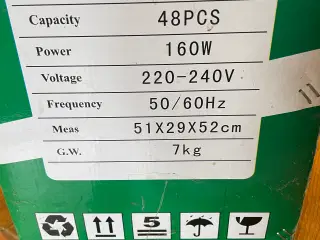 Capacity 48PCS
Power 160W
Voltage 220-240V
Frequency 50/60Hz
Meas 51X29X52cm
G.W. 7kg
5